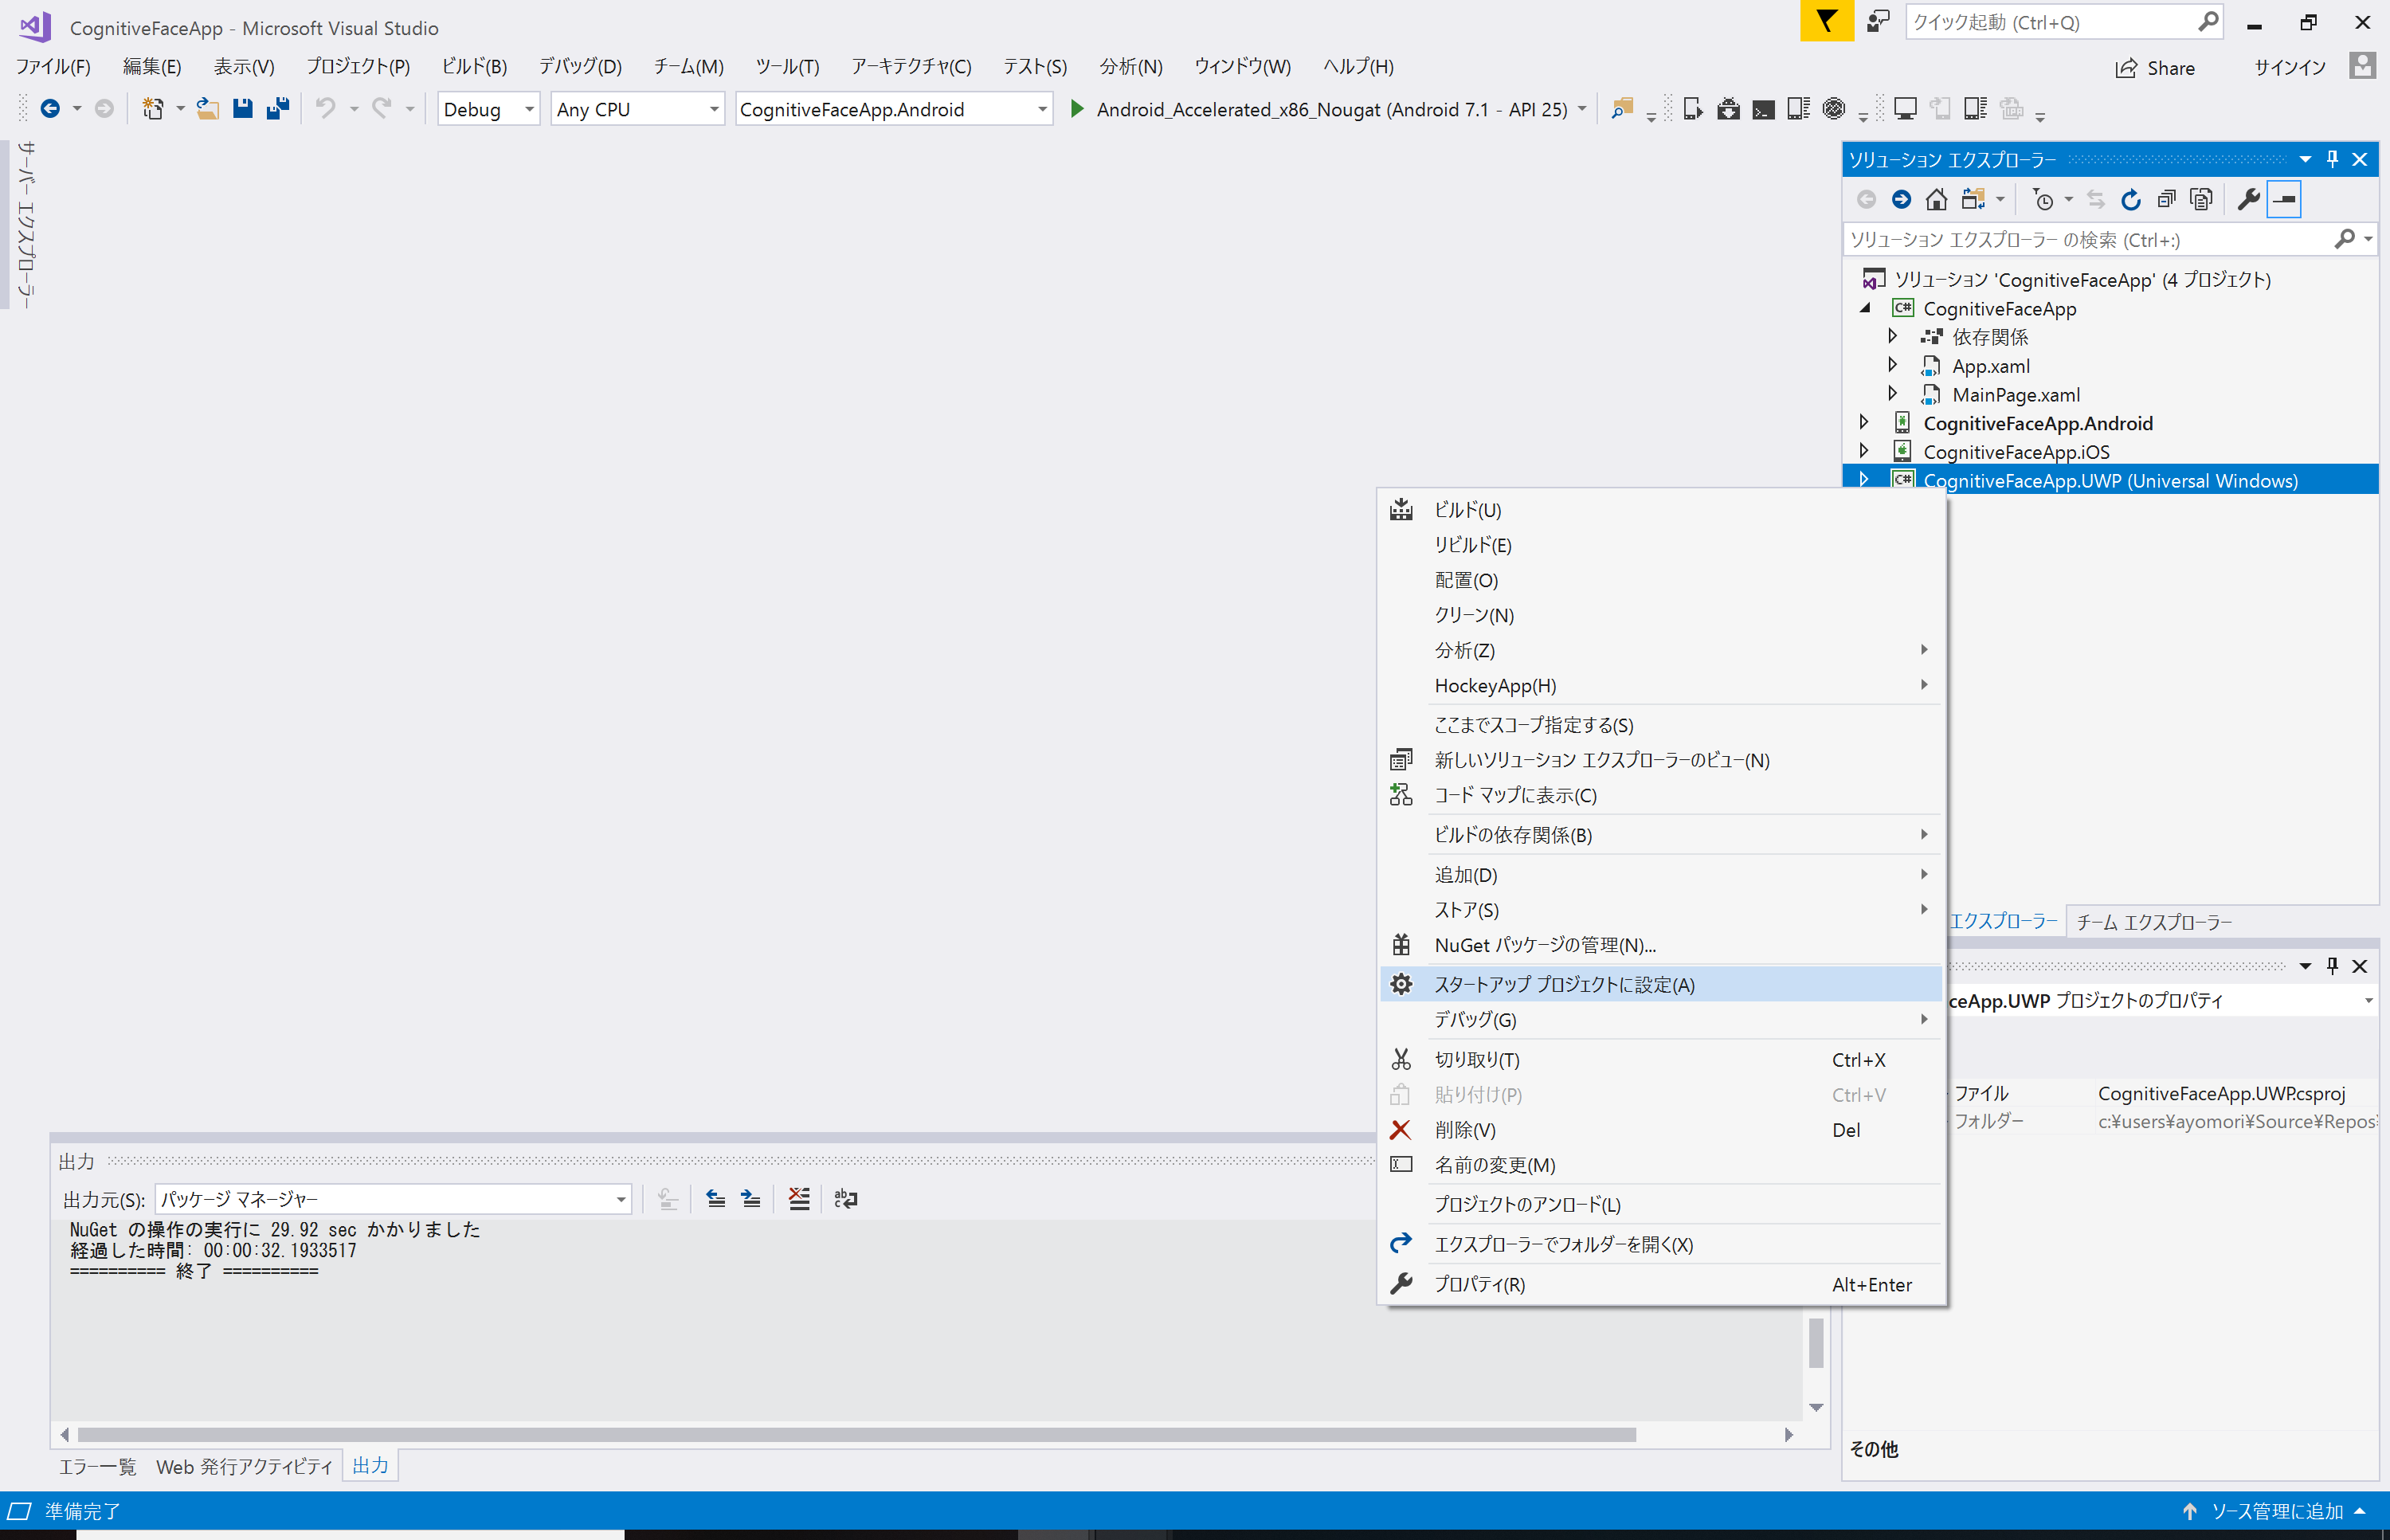 CognitiveFaceApp - Microsoft Visual Studio
クイック起動 (Ctrl+Q)
ファイル(F) 編集(E) 表示(V) プロジェクト(P) ビルド(B) デバッグ(D) チーム(M) ツール(T) アーキテクチャ(C) テスト(S) 分析(N) ウィンドウ(W) ヘルプ(H)
Share サインイン
Debug Any CPU CognitiveFaceApp.Android Android_Accelerated_x86_Nougat (Android 7.1 - API 25)
サーバー エクスプローラー
ソリューション エクスプローラー
ソリューション エクスプローラー の検索 (Ctrl+:)
ソリューション 'CognitiveFaceApp' (4 プロジェクト)
C# CognitiveFaceApp
依存関係
App.xaml
MainPage.xaml
CognitiveFaceApp.Android
CognitiveFaceApp.iOS
C# CognitiveFaceApp.UWP (Universal Windows)
ビルド(U)
リビルド(E)
配置(O)
クリーン(N)
分析(Z)
HockeyApp(H)
ここまでスコープ指定する(S)
新しいソリューション エクスプローラーのビュー(N)
コード マップに表示(C)
ビルドの依存関係(B)
追加(D)
ストア(S)
NuGet パッケージの管理(N)...
スタートアップ プロジェクトに設定(A)
デバッグ(G)
切り取り(T) Ctrl+X
貼り付け(P) Ctrl+V
削除(V) Del
名前の変更(M)
プロジェクトのアンロード(L)
エクスプローラーでフォルダーを開く(X)
プロパティ(R) Alt+Enter
エクスプローラー チーム エクスプローラー
ceApp.UWP プロジェクトのプロパティ
ファイル CognitiveFaceApp.UWP.csproj
フォルダー c:¥users¥ayomori¥Source¥Repos¥
その他
出力
出力元(S): パッケージ マネージャー
NuGet の操作の実行に 29.92 sec かかりました
経過した時間: 00:00:32.1933517
========== 終了 ==========
エラー一覧 Web 発行アクティビティ 出力
準備完了
ソース管理に追加